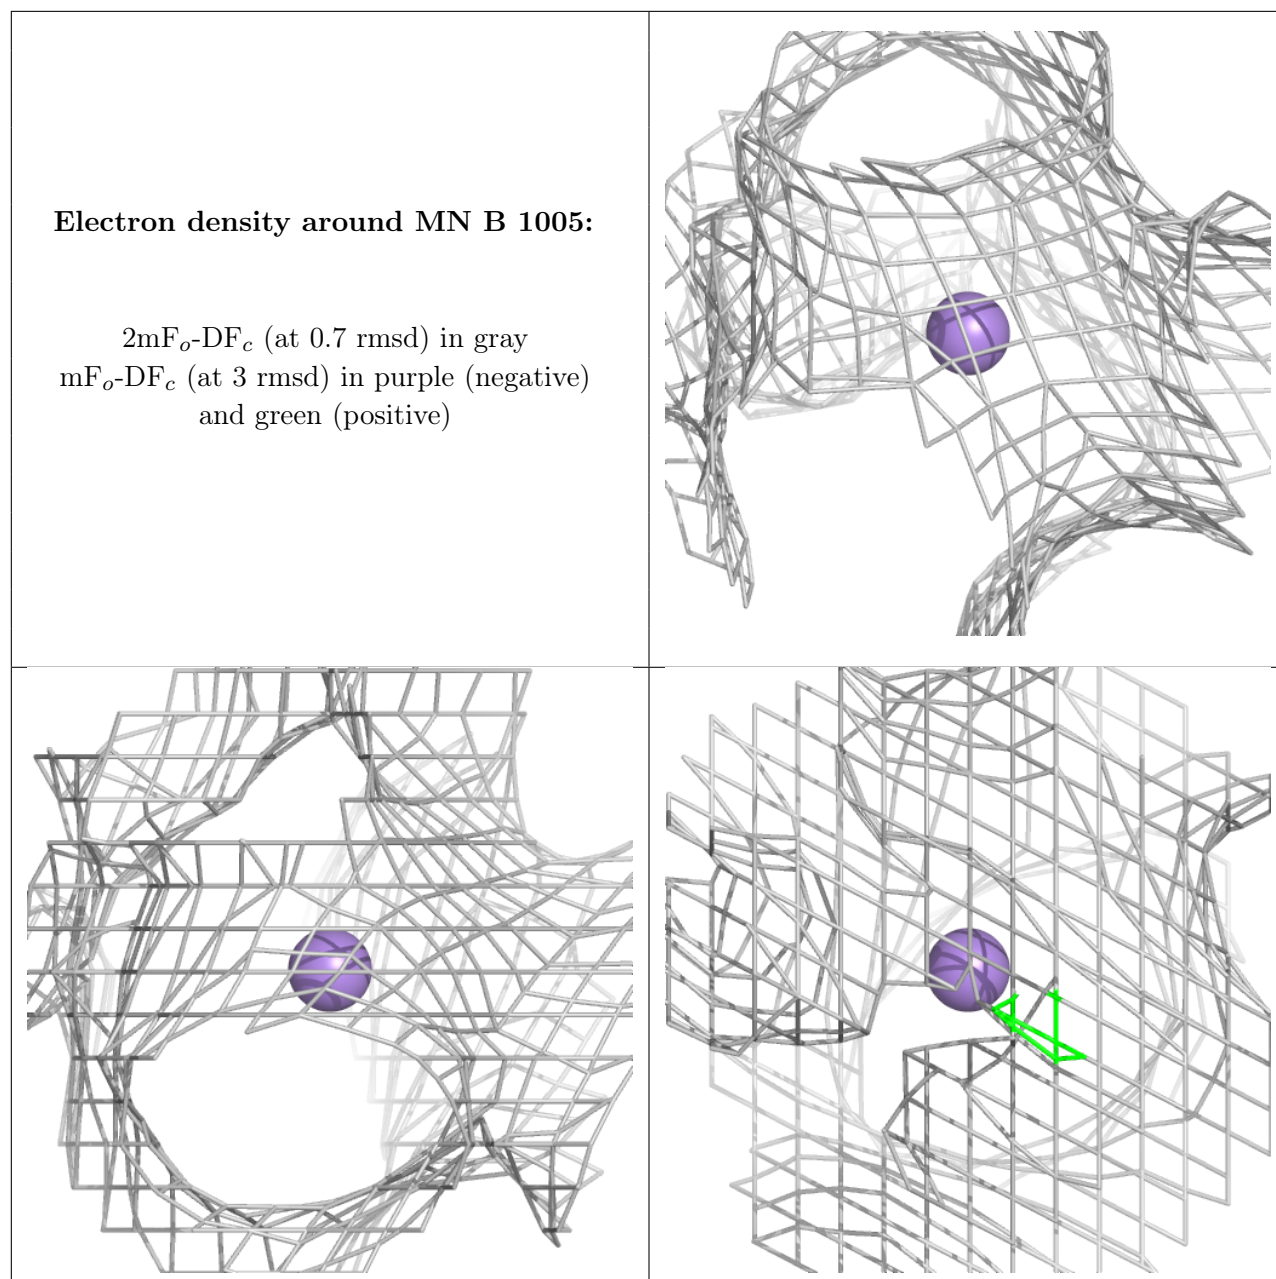 Electron density around MN B 1005:
2mFo-DFc (at 0.7 rmsd) in gray
mFo-DFc (at 3 rmsd) in purple (negative)
and green (positive)